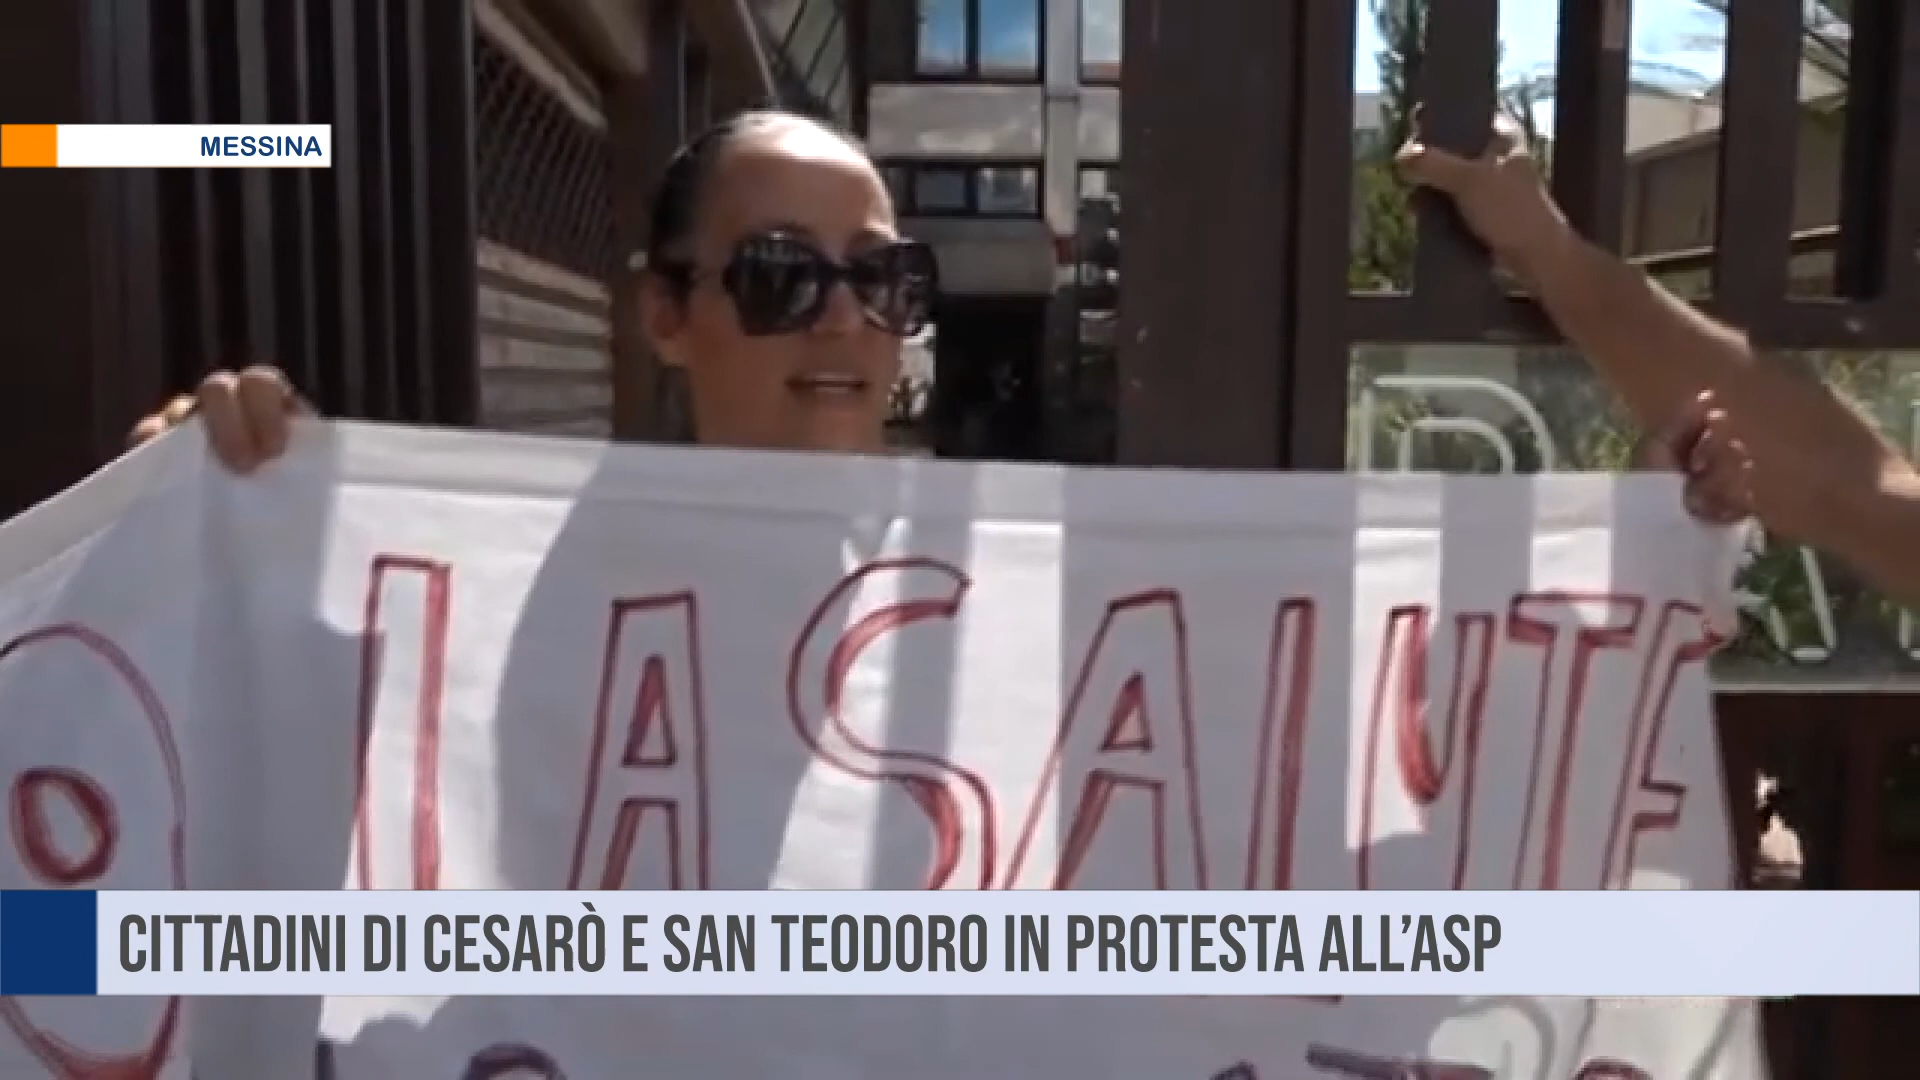 MESSINA
LA SALUTE
CITTADINI DI CESARÒ E SAN TEODORO IN PROTESTA ALL'ASP